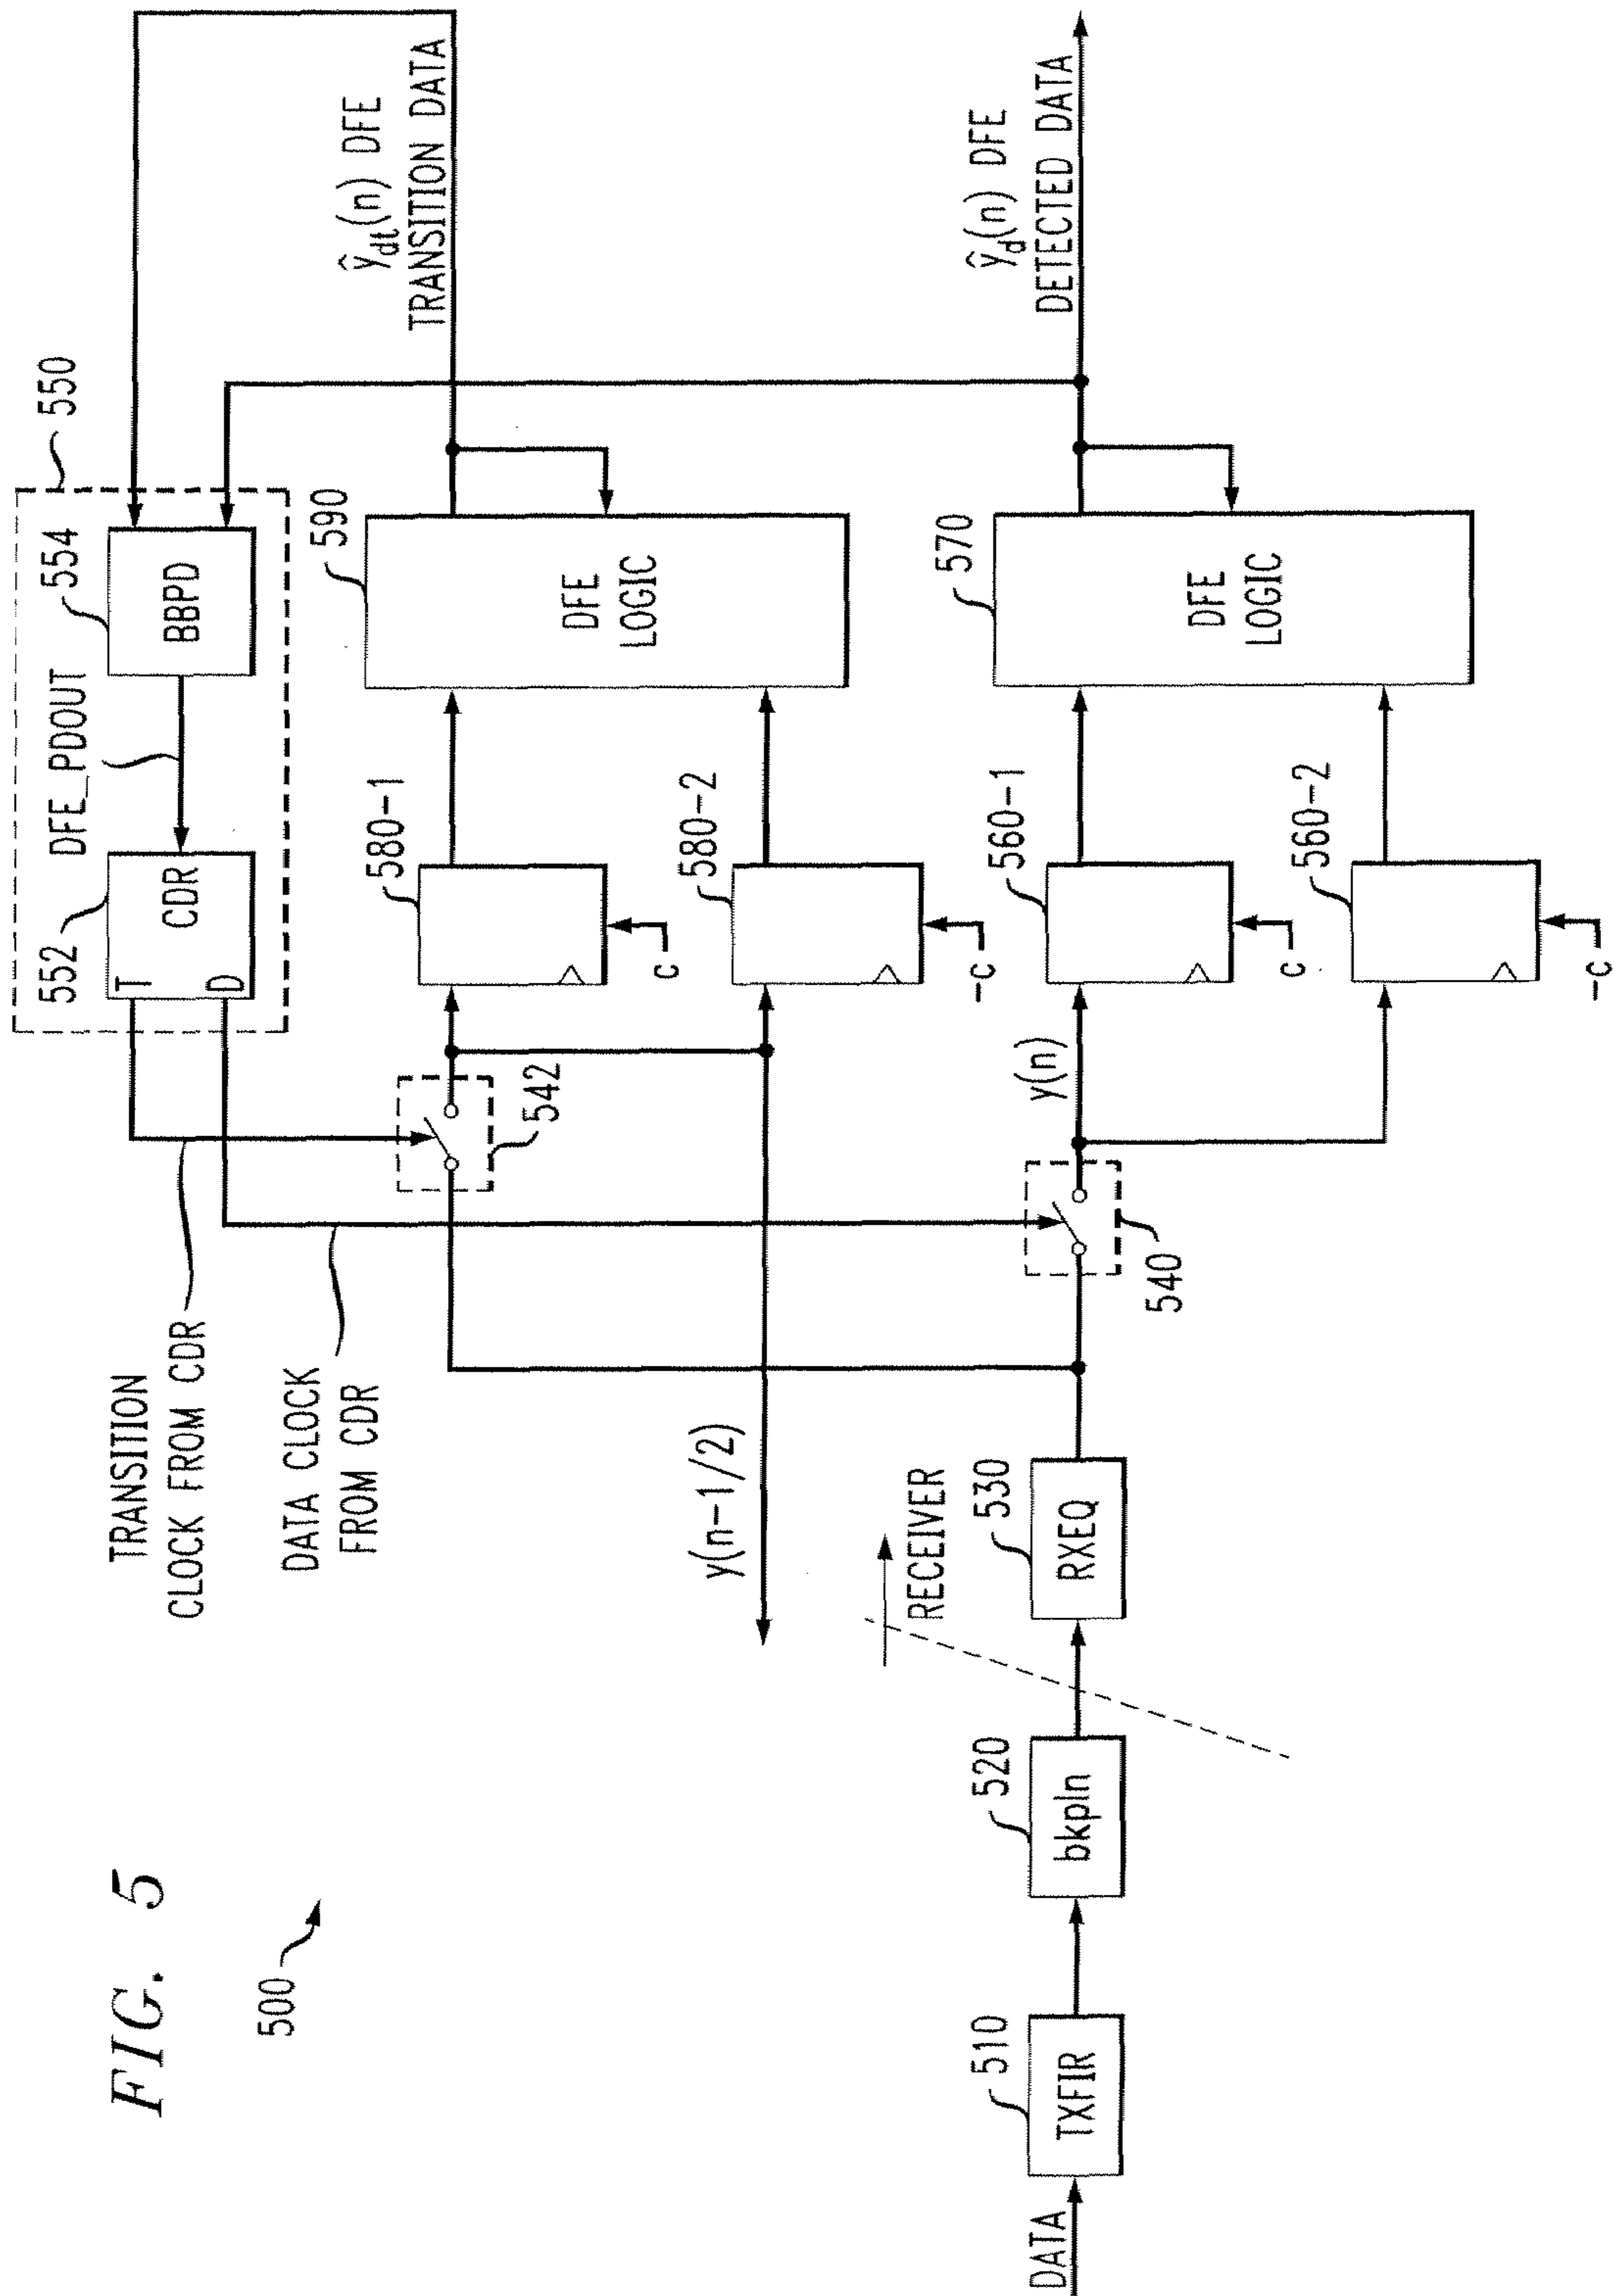 FIG. 5
500
DATA
TXFIR
510
bkpln
520
RXEQ
530
RECEIVER
TRANSITION
CLOCK FROM CDR
DATA CLOCK
FROM CDR
y(n-1/2)
540
542
y(n)
552
T
D
CDR
DFE_PDOUT
BBPD
554
550
580-1
c
580-2
-c
560-1
c
560-2
-c
DFE
LOGIC
590
DFE
LOGIC
570
ŷdt(n) DFE
TRANSITION DATA
ŷd(n) DFE
DETECTED DATA